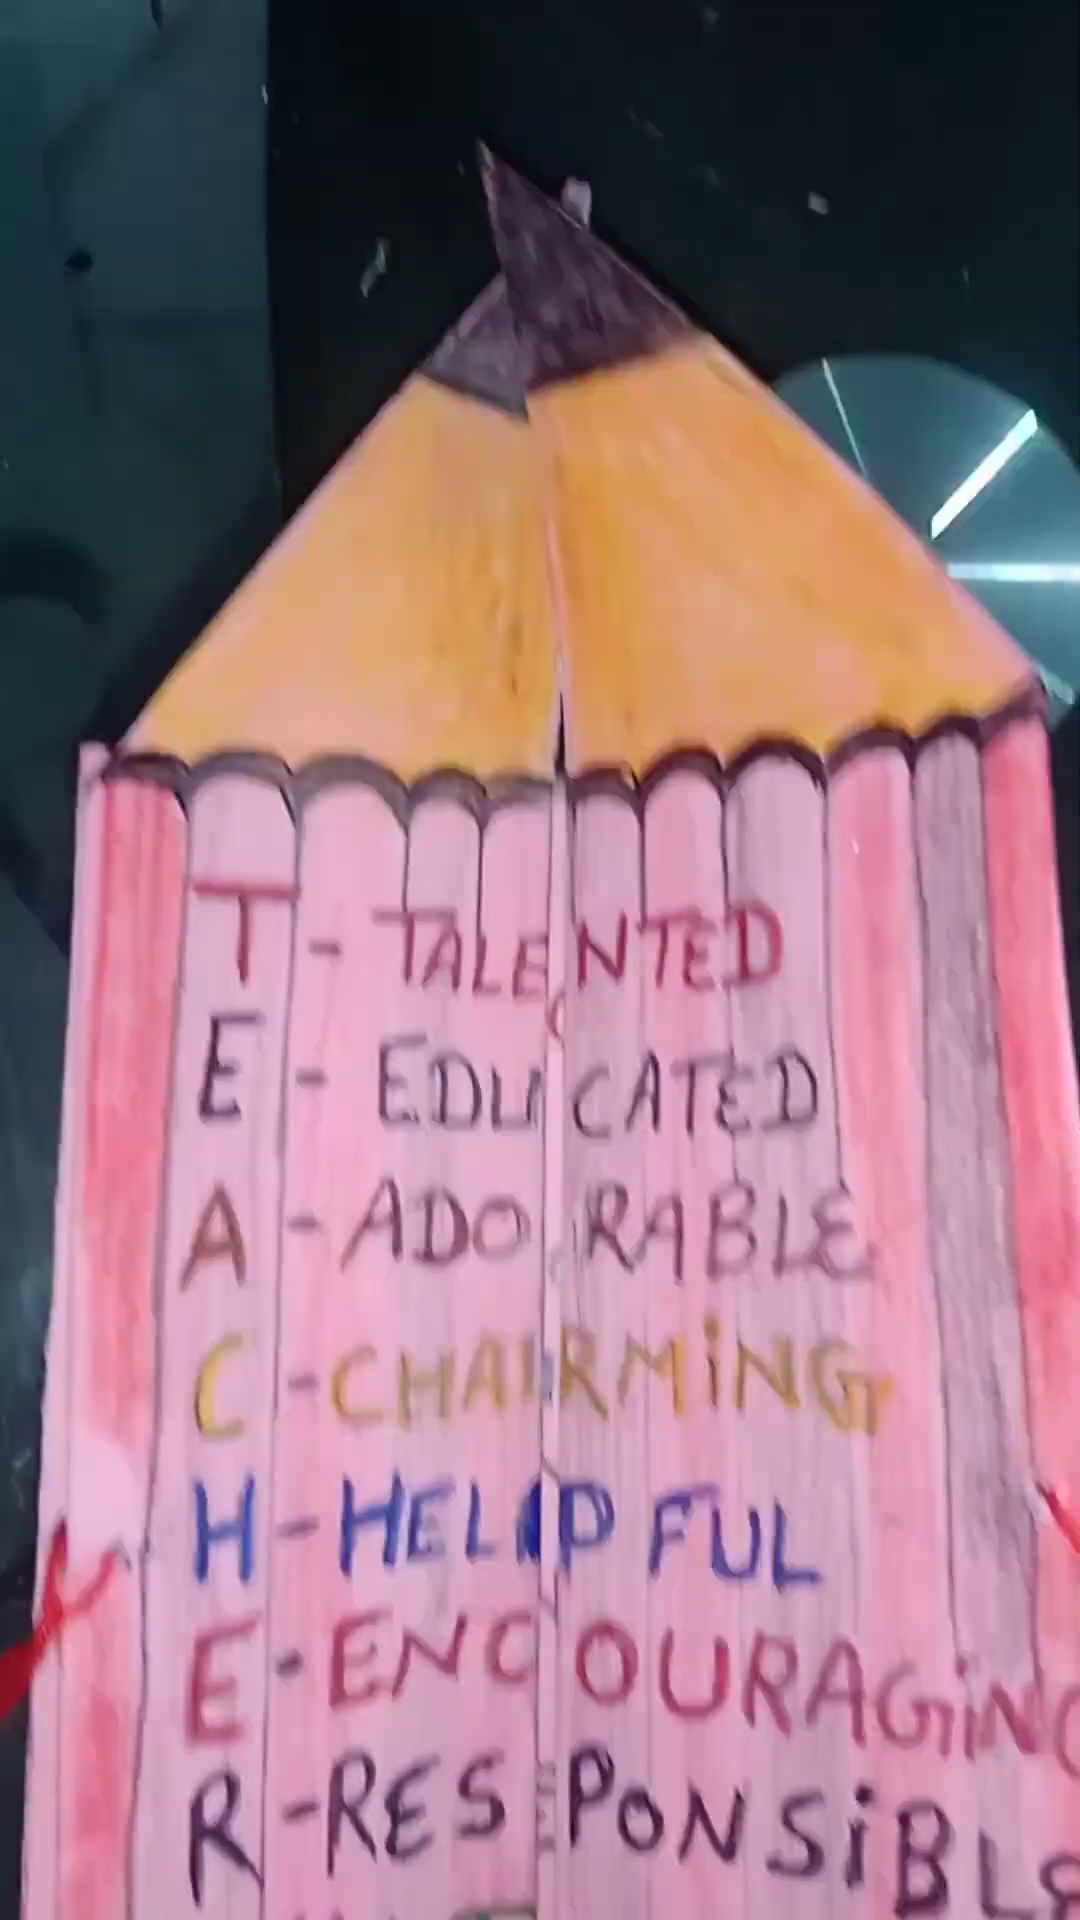 T - TALENTED
E - EDUCATED
A - ADORABLE
C - CHARMiNG
H - HELPFUL
E - ENCOURAGiNG
R - RESPONSiBLE